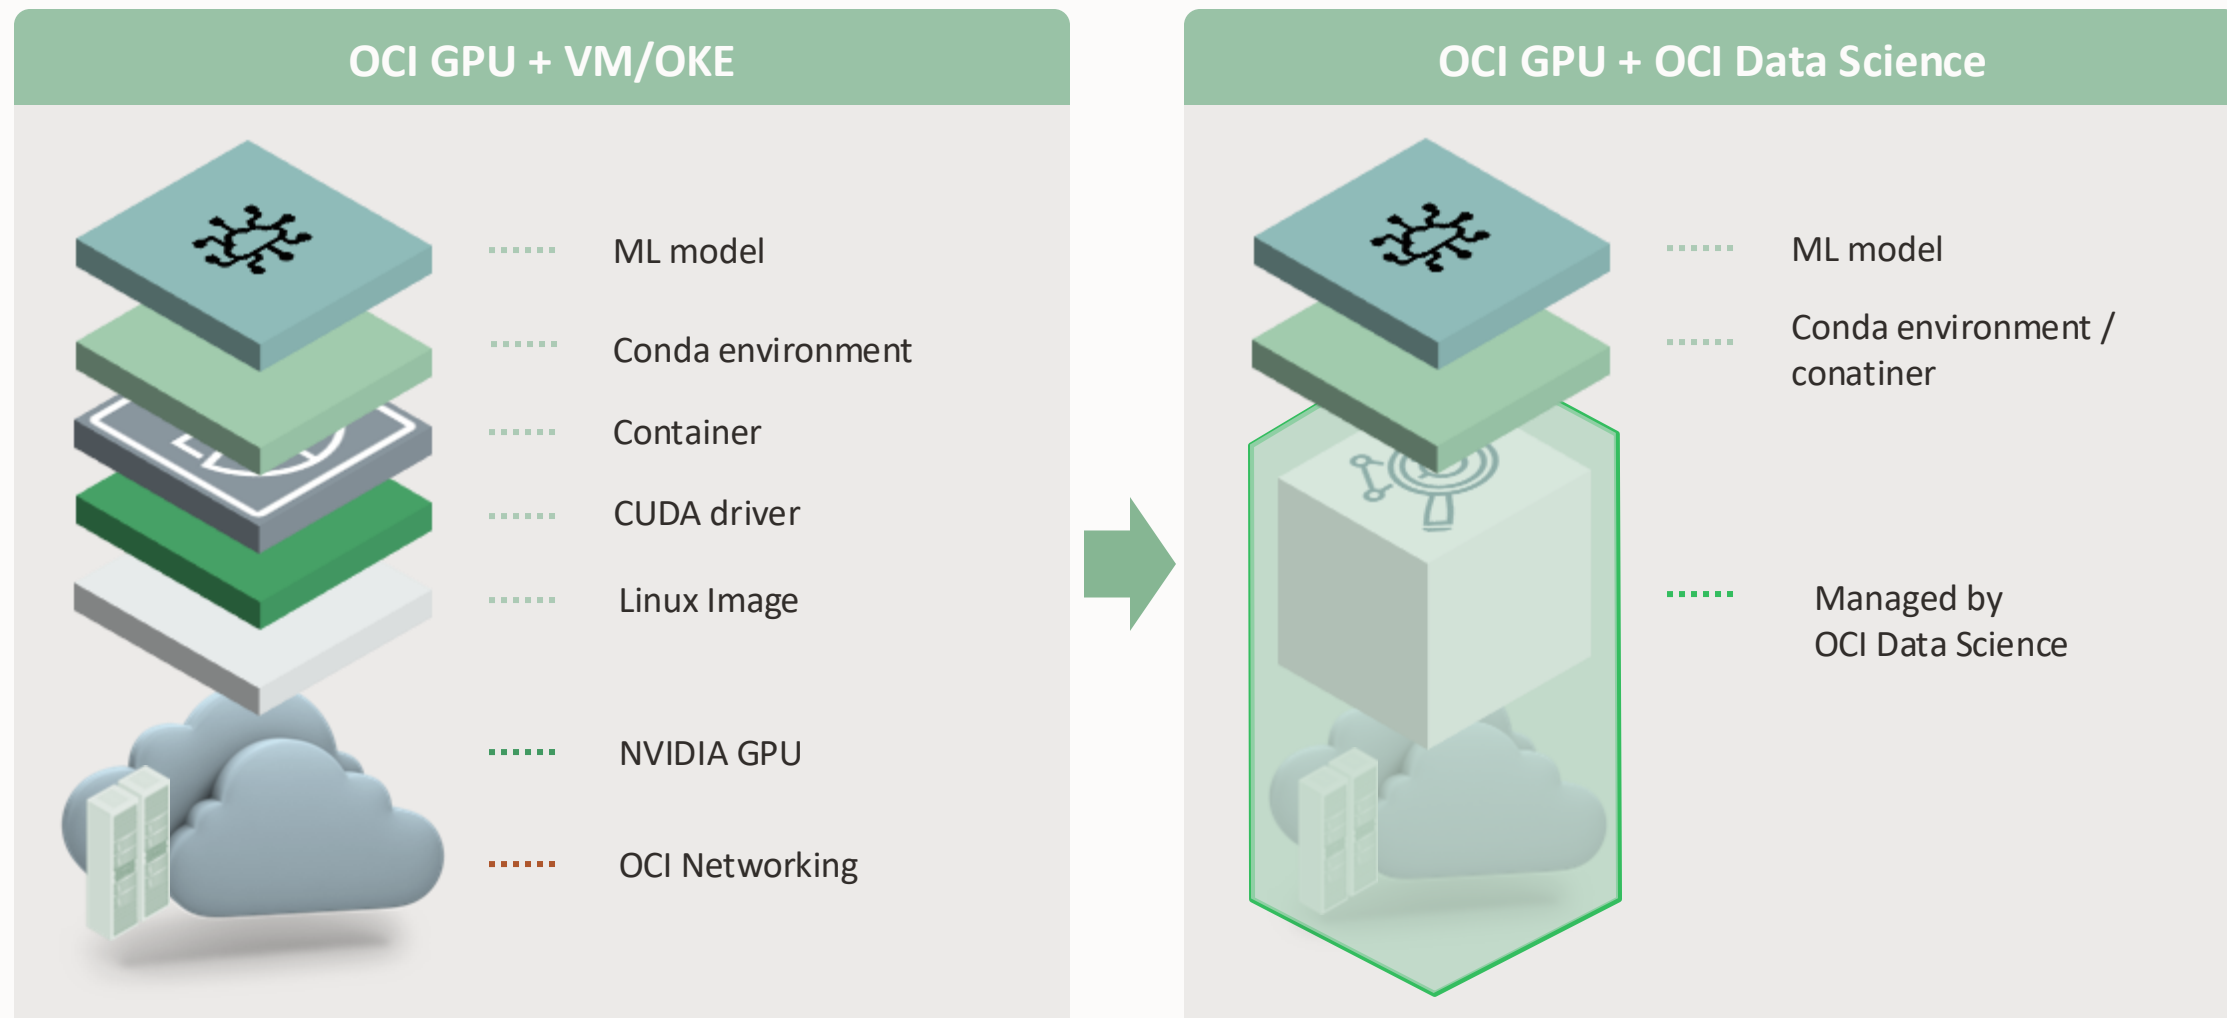 OCI GPU + VM/OKE
ML model
Conda environment
Container
CUDA driver
Linux Image
NVIDIA GPU
OCI Networking
OCI GPU + OCI Data Science
ML model
Conda environment /
conatiner
Managed by
OCI Data Science